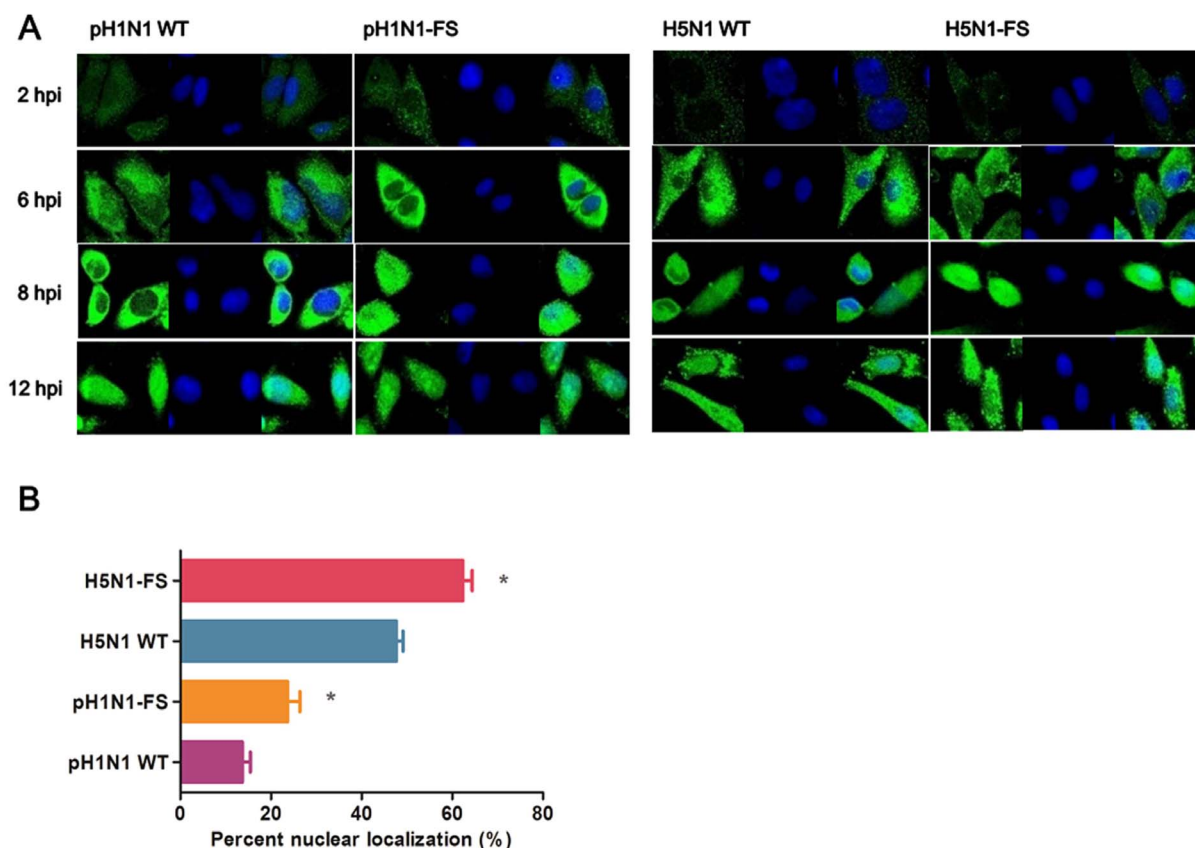 A
pH1N1 WT pH1N1-FS H5N1 WT H5N1-FS
2 hpi
6 hpi
8 hpi
12 hpi
B
H5N1-FS *
H5N1 WT
pH1N1-FS *
pH1N1 WT
0 20 40 60 80
Percent nuclear localization (%)